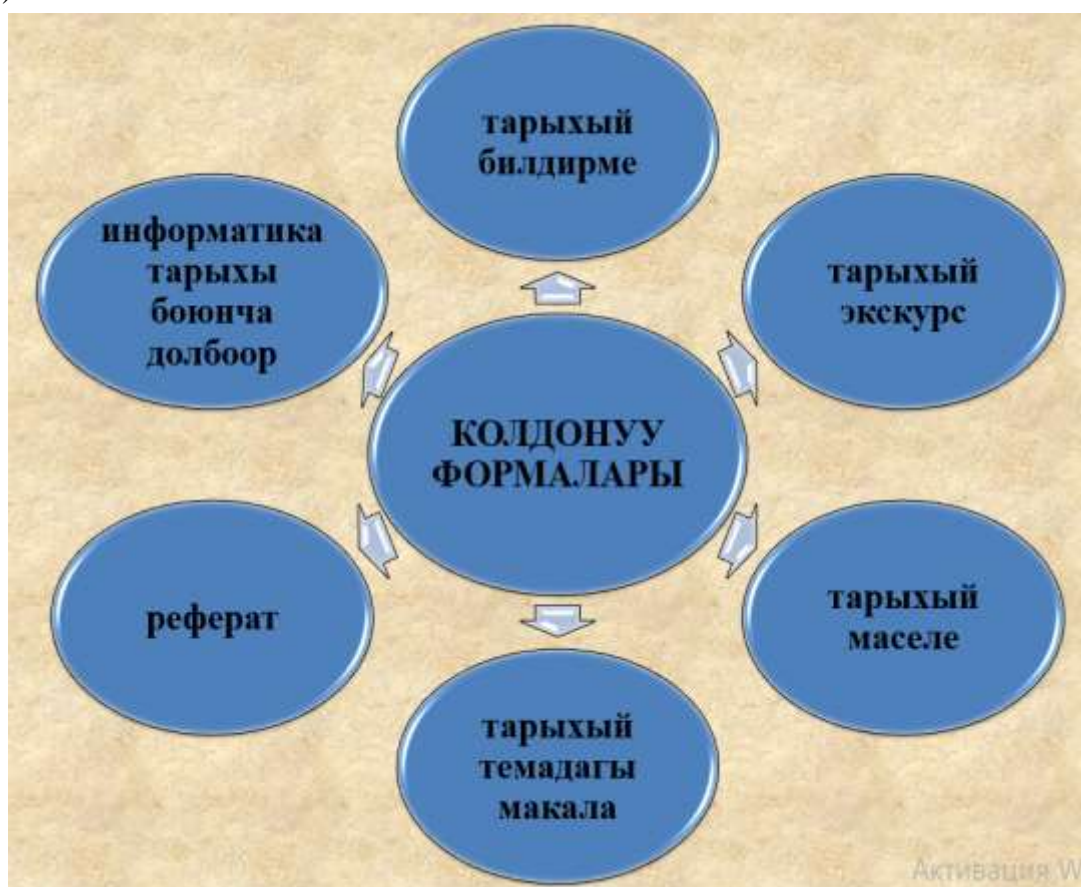 )
тарыхый
билдирме
информатика
тарыхы
боюнча
долбоор
тарыхый
экскурс
КОЛДОНУУ
ФОРМАЛАРЫ
реферат
тарыхый
маселе
тарыхый
темадагы
макала
Активация W